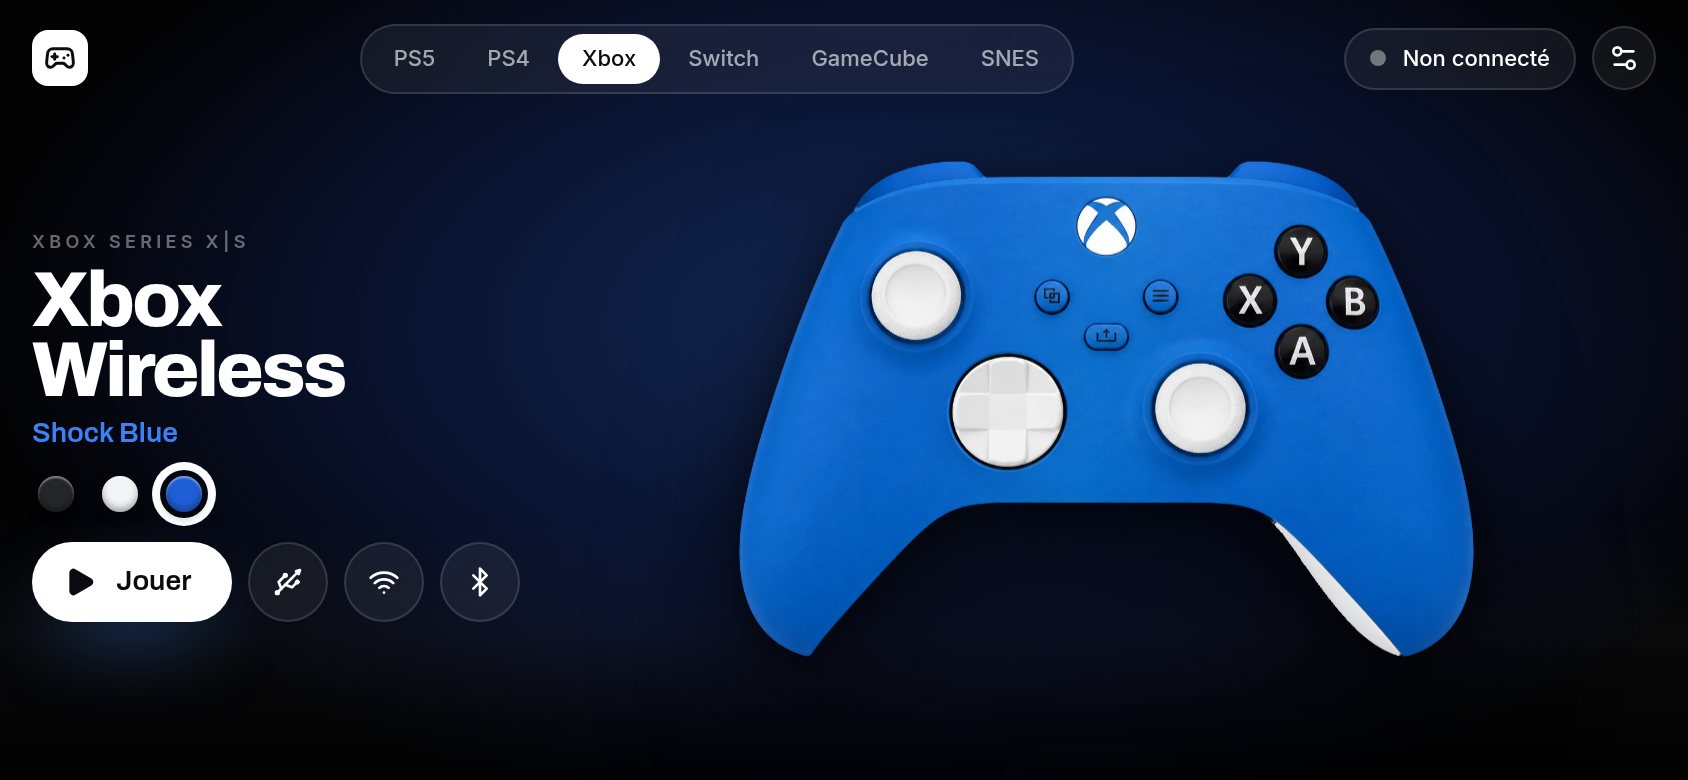 PS5 PS4 Xbox Switch GameCube SNES Non connecté
XBOX SERIES X|S
Xbox
Wireless
Shock Blue
Jouer
Y
X B
A